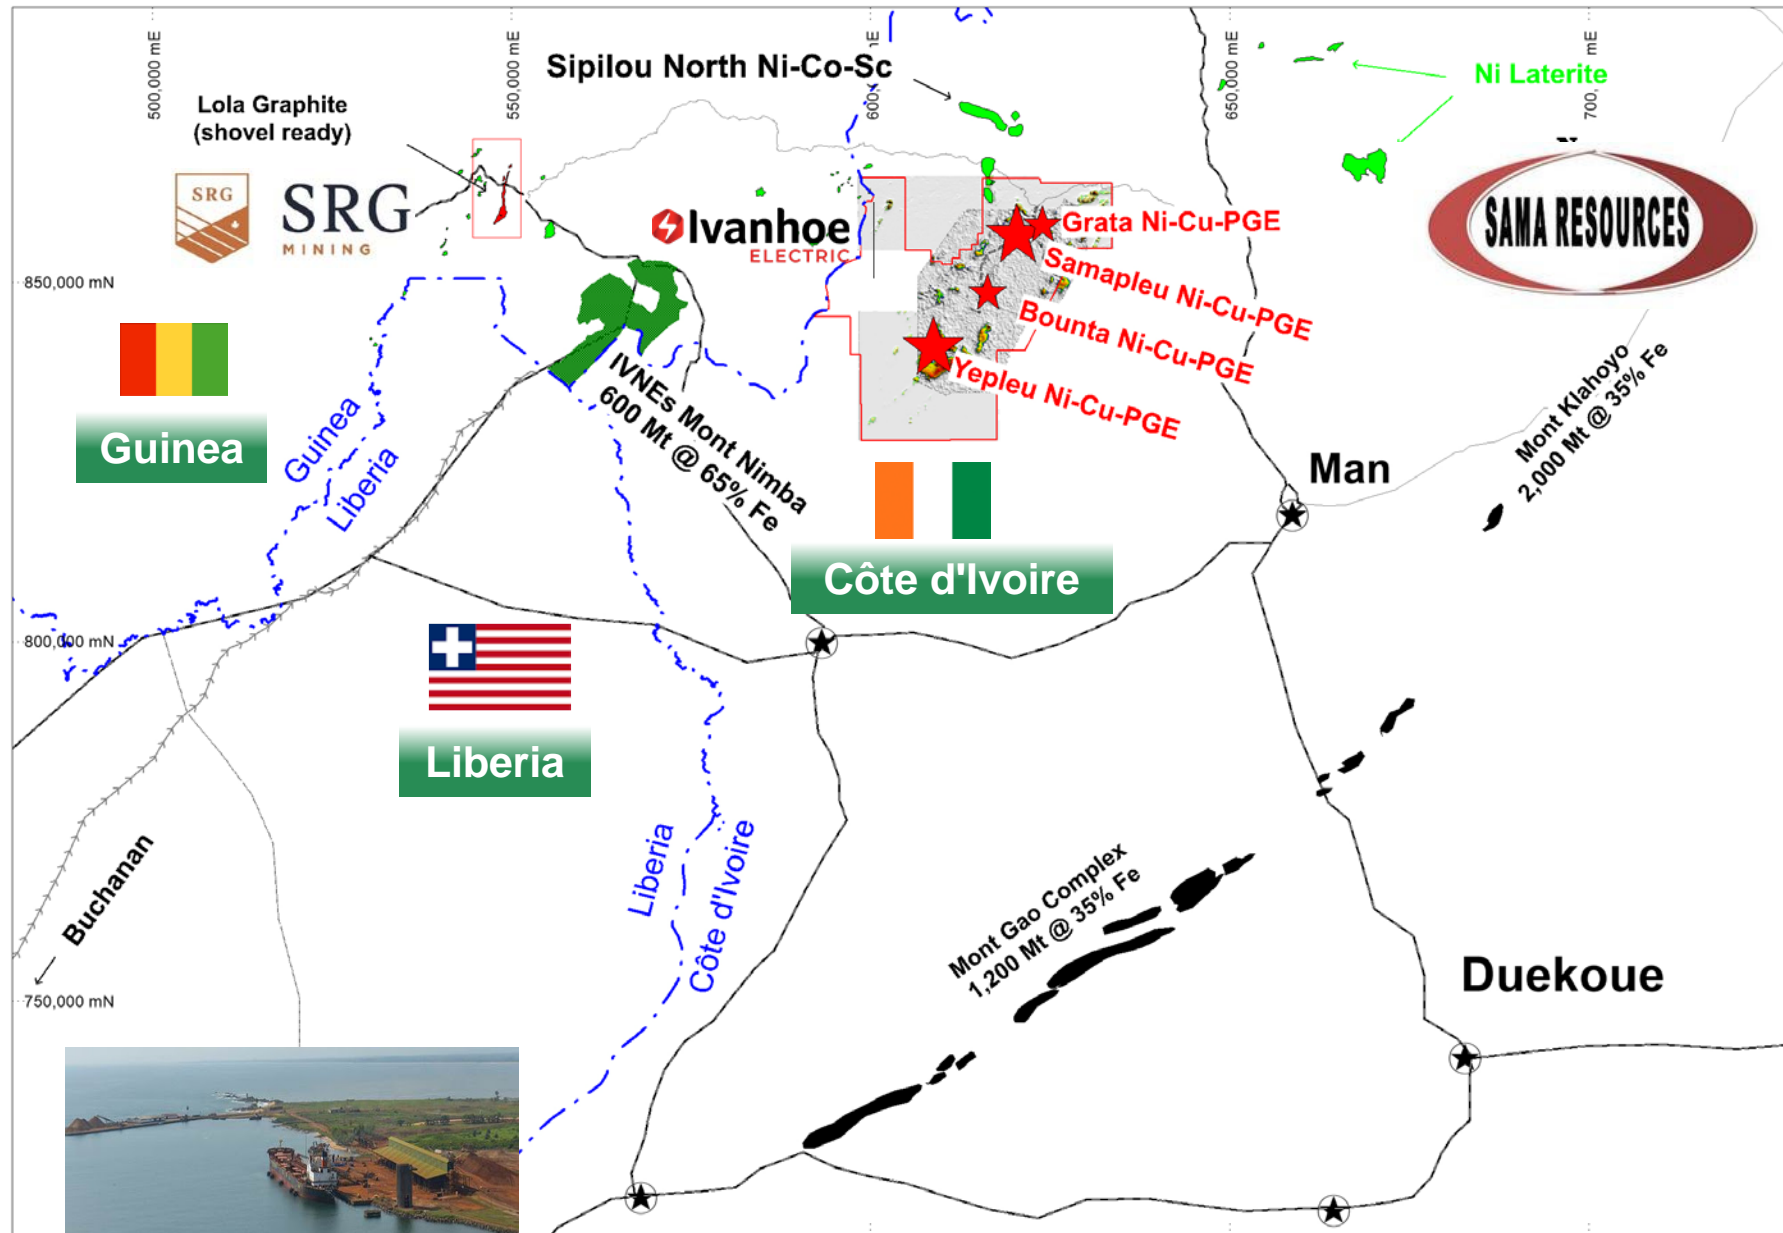 500,000 mE
550,000 mE
600,
1E
650,000 mE
700,
mE
Sipilou North Ni-Co-Sc
Ni Laterite
Lola Graphite
(shovel ready)
SRG
SRG
MINING
Ivanhoe
ELECTRIC
SAMA RESOURCES
Grata Ni-Cu-PGE
Samapleu Ni-Cu-PGE
Bounta Ni-Cu-PGE
Yepleu Ni-Cu-PGE
850,000 mN
IVNEs Mont Nimba
600 Mt @ 65% Fe
Mont Klahoyo
2,000 Mt @ 35% Fe
Guinea
Guinea
Liberia
Man
Côte d'Ivoire
800,000 mN
Liberia
Liberia
Côte d'Ivoire
Buchanan
Mont Gao Complex
1,200 Mt @ 35% Fe
Duekoue
750,000 mN